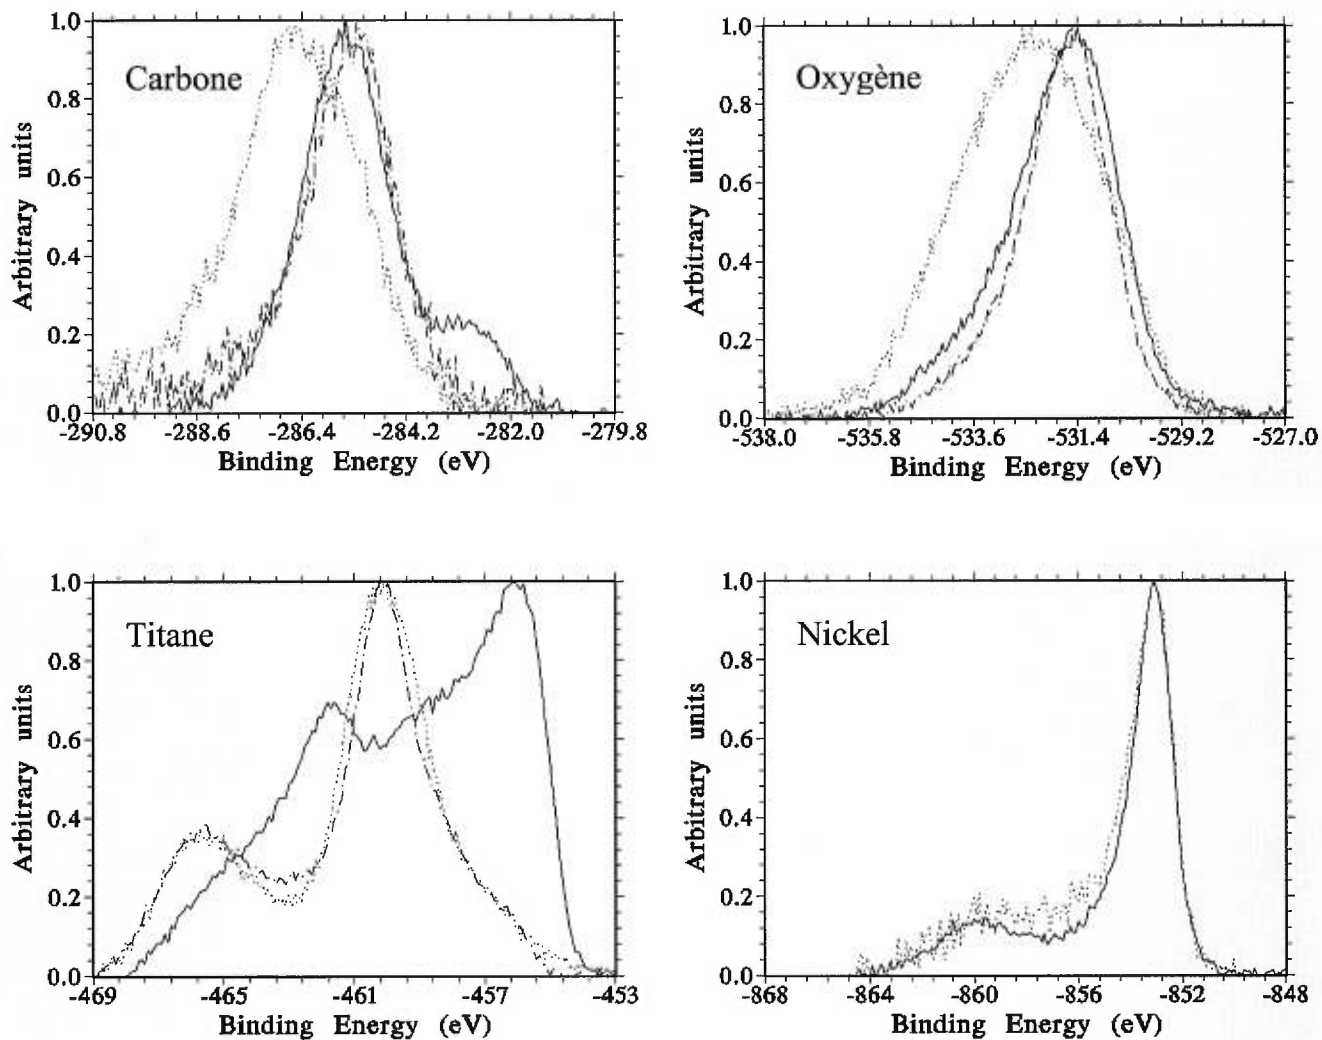 Carbone
Arbitrary units
1.0
0.8
0.6
0.4
0.2
0.0
-290.8 -288.6 -286.4 -284.2 -282.0 -279.8
Binding Energy (eV)
Oxygène
Arbitrary units
1.0
0.8
0.6
0.4
0.2
0.0
-538.0 -535.8 -533.6 -531.4 -529.2 -527.0
Binding Energy (eV)
Titane
Arbitrary units
1.0
0.8
0.6
0.4
0.2
0.0
-469 -465 -461 -457 -453
Binding Energy (eV)
Nickel
Arbitrary units
1.0
0.8
0.6
0.4
0.2
0.0
-868 -864 -860 -856 -852 -848
Binding Energy (eV)